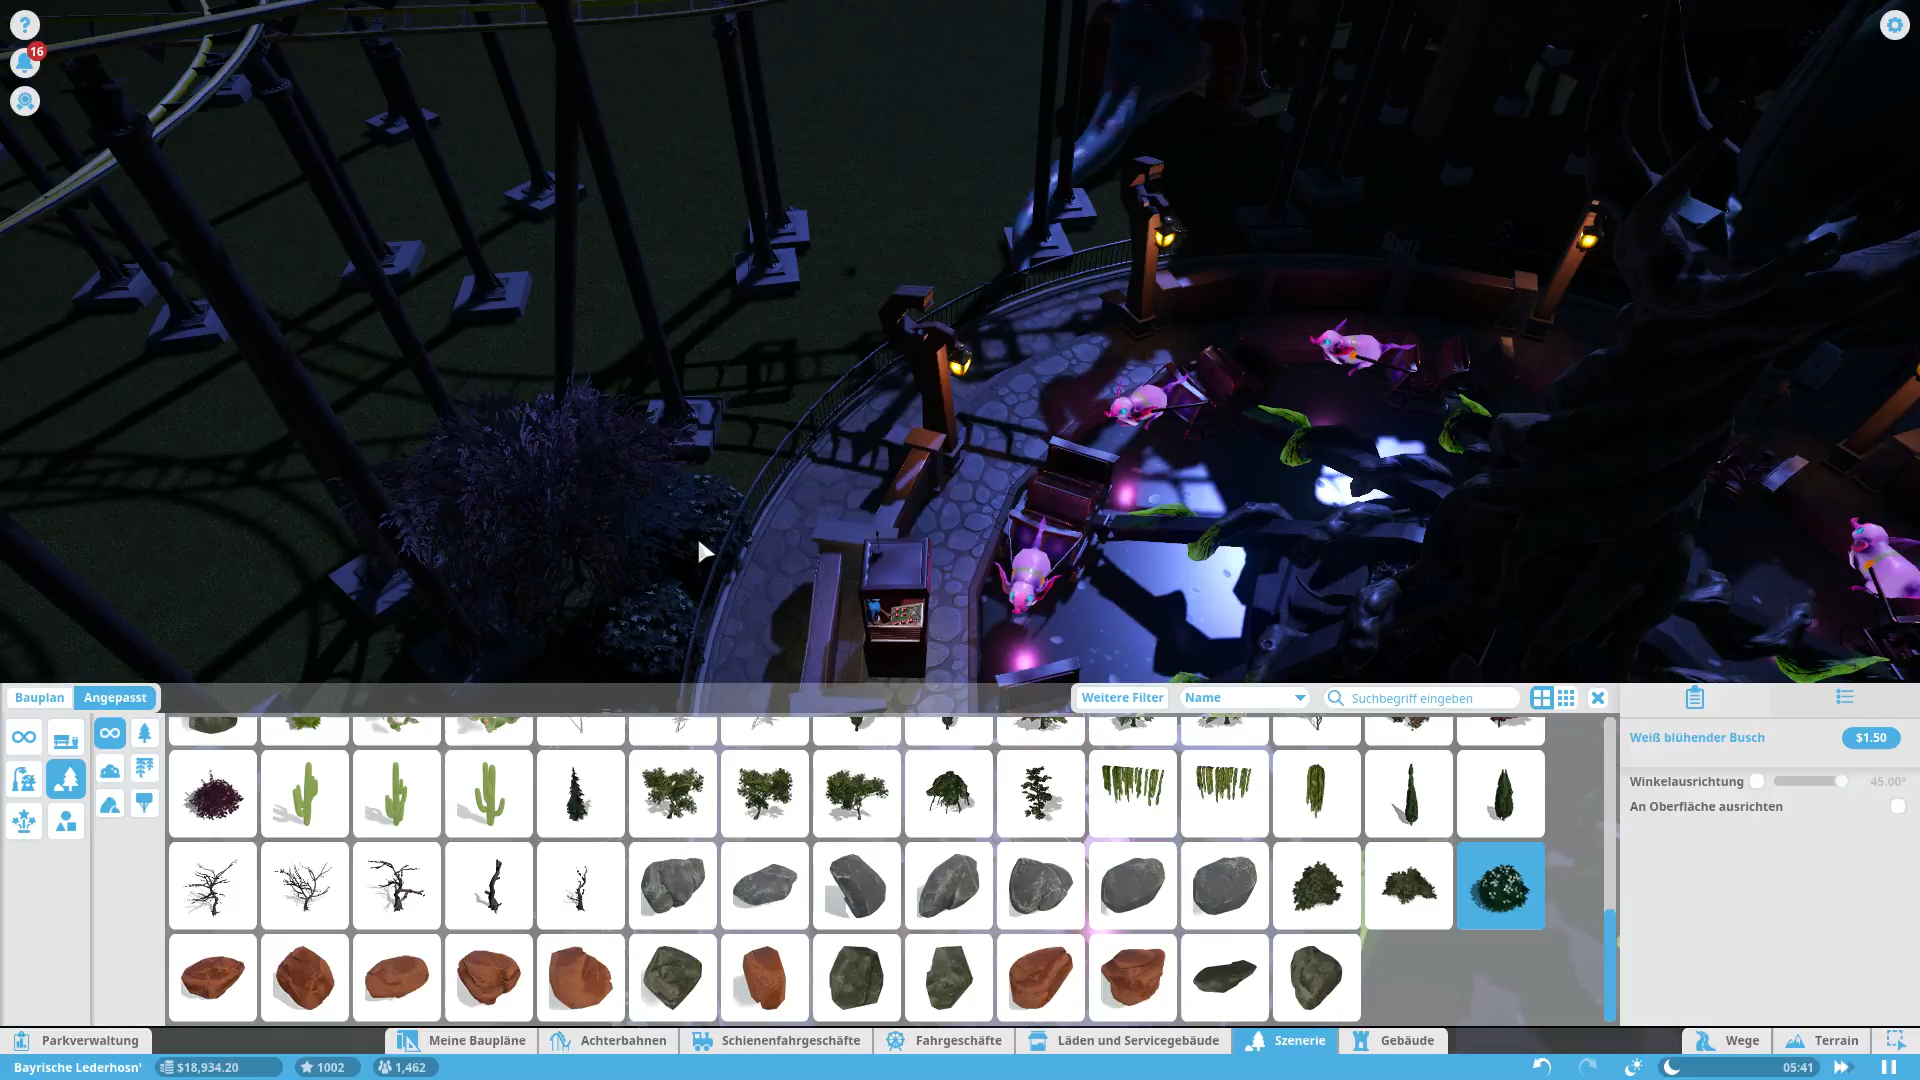 ?
16
Bauplan
Angepasst
Weitere Filter
Name
Suchbegriff eingeben
Weiß blühender Busch
$1.50
Winkelausrichtung
45.00°
An Oberfläche ausrichten
Parkverwaltung
Meine Baupläne
Achterbahnen
Schienenfahrgeschäfte
Fahrgeschäfte
Läden und Servicegebäude
Szenerie
Gebäude
Wege
Terrain
Bayrische Lederhosn'
$18,934.20
1002
1,462
05:41